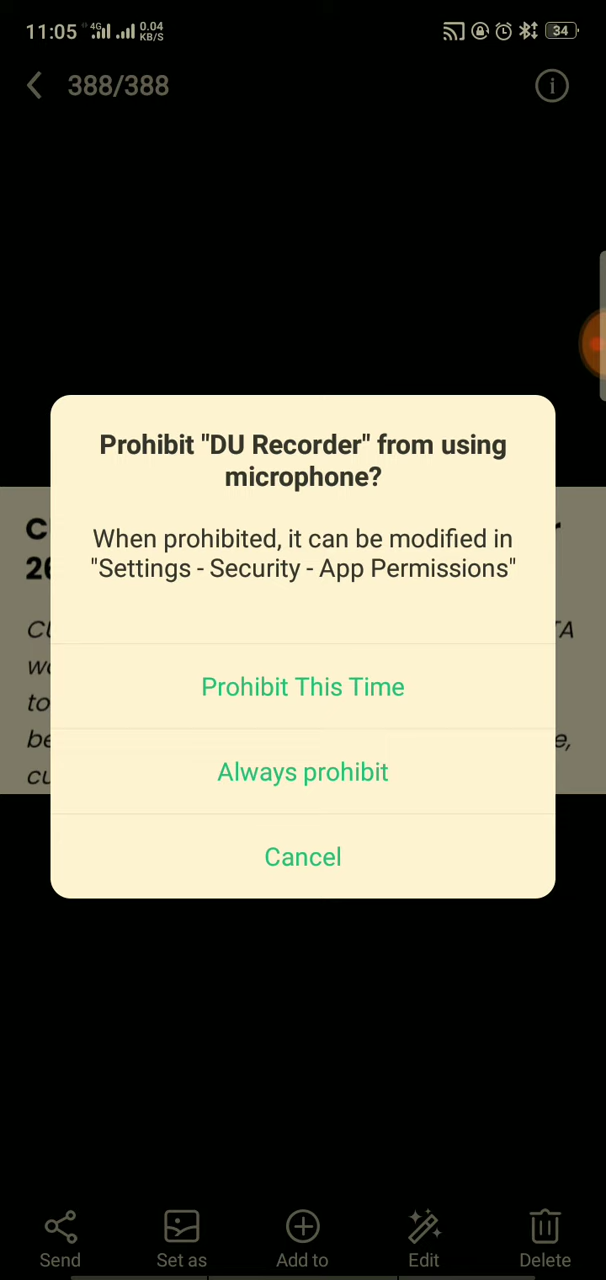 11:05 4G 0.04 KB/S 34
388/388
Prohibit "DU Recorder" from using
microphone?
When prohibited, it can be modified in
"Settings - Security - App Permissions"
Prohibit This Time
Always prohibit
Cancel
Send Set as Add to Edit Delete